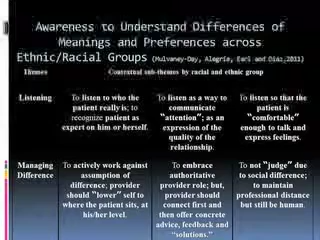 Awareness to Understand Differences of
Meanings and Preferences across
Ethnic/Racial Groups (Mulvaney-Day, Alegria, Earl and Diaz, 2011)
Themes
Contextual sub-themes by racial and ethnic group
Listening
To listen to who the
patient really is; to
recognize patient as
expert on him or herself.
To listen as a way to
communicate
“attention”; as an
expression of the
quality of the
relationship.
To listen so that the
patient is
“comfortable”
enough to talk and
express feelings.
Managing
Difference
To actively work against
assumption of
difference; provider
should “lower” self to
where the patient sits, at
his/her level.
To embrace
authoritative
provider role; but,
provider should
connect first and
then offer concrete
advice, feedback and
“solutions.”
To not “judge” due
to social difference;
to maintain
professional distance
but still be human.